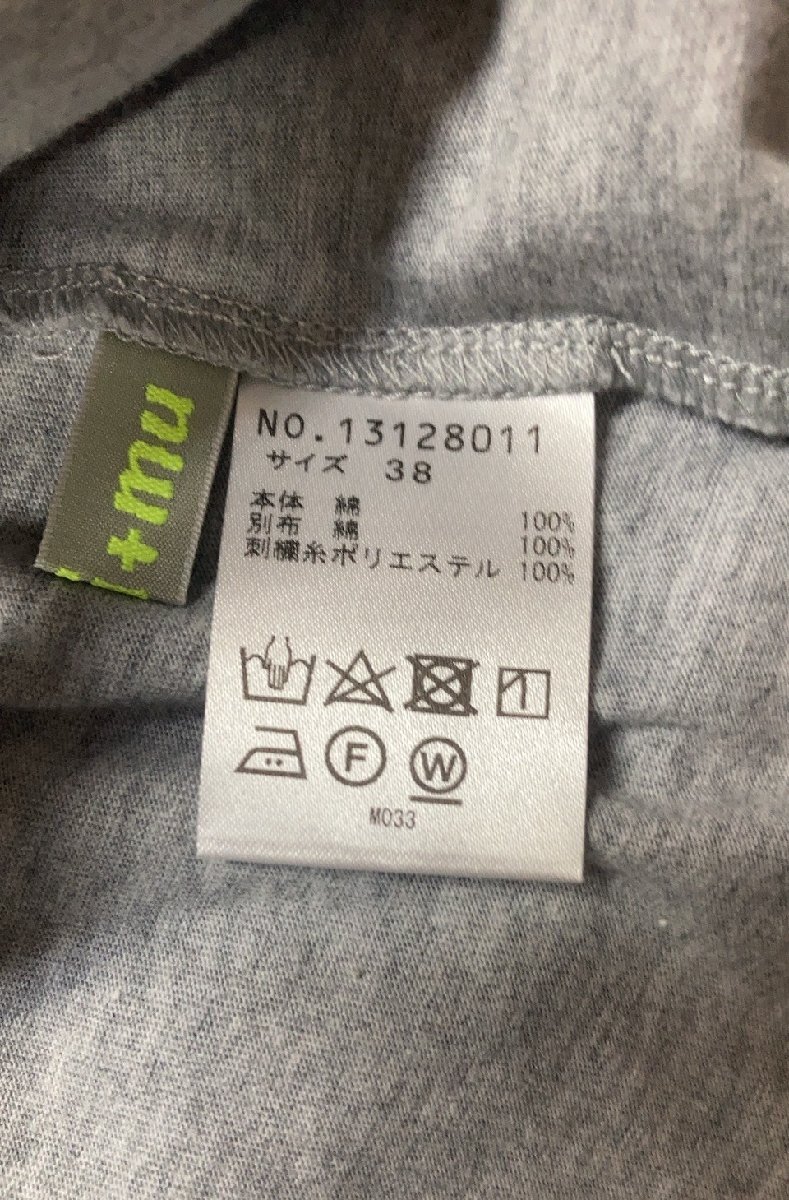 +mu
NO.13128011
サイズ 38
本体 綿 100%
別布 綿 100%
刺繍糸ポリエステル 100%
F
W
M033